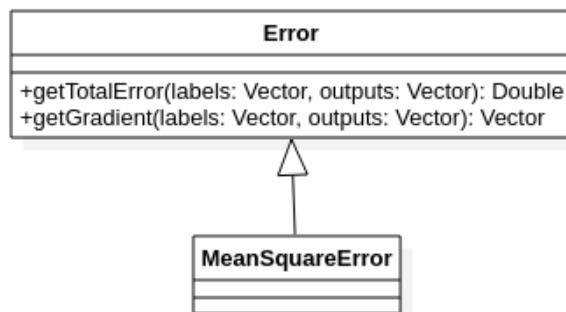 Error
+getTotalError(labels: Vector, outputs: Vector): Double
+getGradient(labels: Vector, outputs: Vector): Vector
MeanSquareError